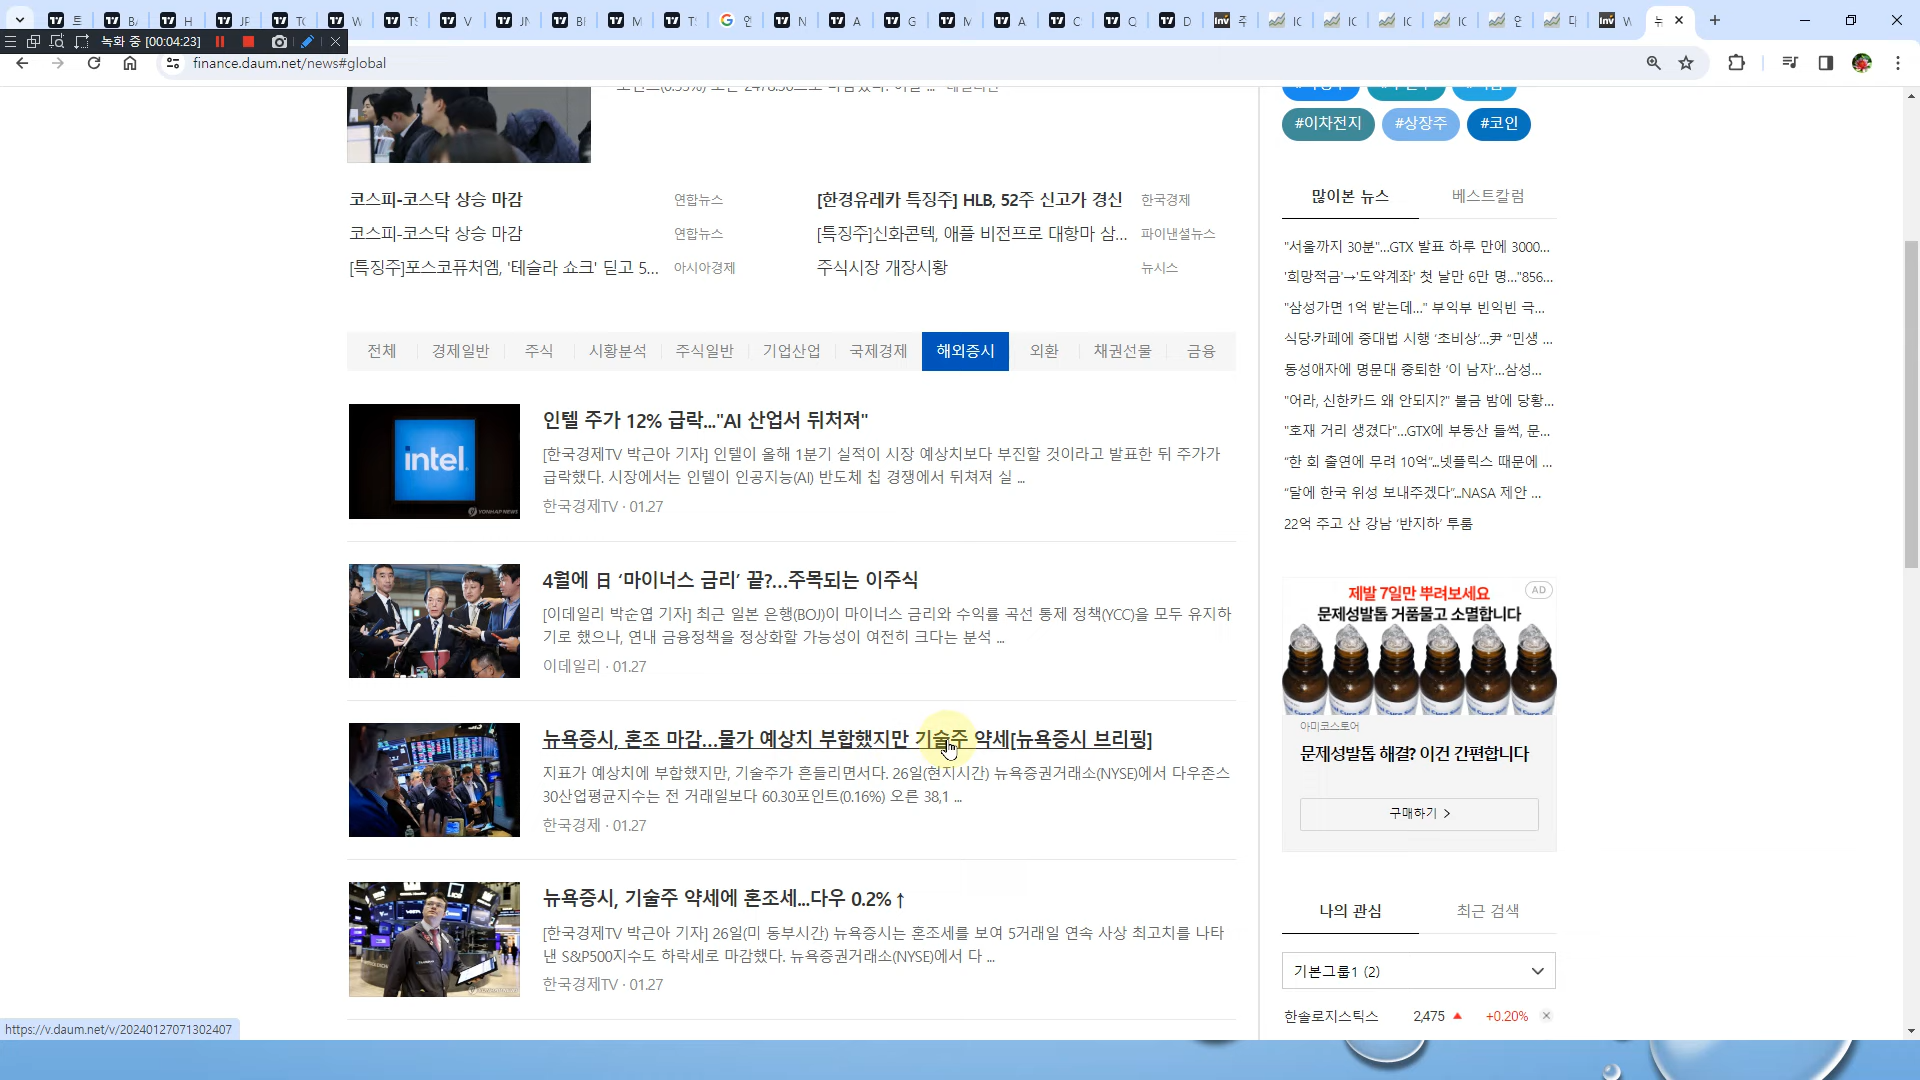 트
B/
H
JF
TC
W
TS
V
JN
BI
M
T!
인
N
A
G
M
A
C
Q
D
Inv 주
IC
IC
IC
IC
인
Inv W
뉴
녹화 중 [00:04:23]
finance.daum.net/news#global
#이차전지 #상장주 #코인
코스피-코스닥 상승 마감 연합뉴스
[한경유레카 특징주] HLB, 52주 신고가 경신 한국경제
코스피-코스닥 상승 마감 연합뉴스
[특징주]신화콘텍, 애플 비전프로 대항마 삼... 파이낸셜뉴스
[특징주]포스코퓨처엠, '테슬라 쇼크' 딛고 5... 아시아경제
주식시장 개장시황 뉴시스
전체 경제일반 주식 시황분석 주식일반 기업산업 국제경제 해외증시 외환 채권선물 금융
intel.
YONHAP NEWS
인텔 주가 12% 급락..."AI 산업서 뒤처져"
[한국경제TV 박근아 기자] 인텔이 올해 1분기 실적이 시장 예상치보다 부진할 것이라고 발표한 뒤 주가가
급락했다. 시장에서는 인텔이 인공지능(AI) 반도체 칩 경쟁에서 뒤처져 실 ...
한국경제TV · 01.27
4월에 日 ‘마이너스 금리’ 끝?…주목되는 이주식
[이데일리 박순엽 기자] 최근 일본 은행(BOJ)이 마이너스 금리와 수익률 곡선 통제 정책(YCC)을 모두 유지하
기로 했으나, 연내 금융정책을 정상화할 가능성이 여전히 크다는 분석 ...
이데일리 · 01.27
뉴욕증시, 혼조 마감…물가 예상치 부합했지만 기술주 약세[뉴욕증시 브리핑]
지표가 예상치에 부합했지만, 기술주가 흔들리면서다. 26일(현지시간) 뉴욕증권거래소(NYSE)에서 다우존스
30산업평균지수는 전 거래일보다 60.30포인트(0.16%) 오른 38,1 ...
한국경제 · 01.27
뉴욕증시, 기술주 약세에 혼조세...다우 0.2%↑
[한국경제TV 박근아 기자] 26일(미 동부시간) 뉴욕증시는 혼조세를 보여 5거래일 연속 사상 최고치를 나타
낸 S&P500지수도 하락세로 마감했다. 뉴욕증권거래소(NYSE)에서 다 ...
한국경제TV · 01.27
많이본 뉴스 베스트칼럼
"서울까지 30분"…GTX 발표 하루 만에 3000...
'희망적금'→'도약계좌' 첫 날만 6만 명…"856...
"삼성가면 1억 받는데..." 부익부 빈익빈 극...
식당·카페에 중대법 시행 ‘초비상’…尹 “민생 ...
동성애자에 명문대 중퇴한 ‘이 남자’…삼성...
"어라, 신한카드 왜 안되지?" 불금 밤에 당황...
"호재 거리 생겼다"…GTX에 부동산 들썩, 문...
“한 회 출연에 무려 10억”…넷플릭스 때문에 ...
“달에 한국 위성 보내주겠다”…NASA 제안 ...
22억 주고 산 강남 ‘반지하’ 투룸
제발 7일만 뿌려보세요
문제성발톱 거품물고 소멸합니다
AD
아미코스토어
문제성발톱 해결? 이건 간편합니다
구매하기 >
나의 관심 최근 검색
기본그룹1 (2)
한솔로지스틱스 2,475 ▲ +0.20%
https://v.daum.net/v/20240127071302407